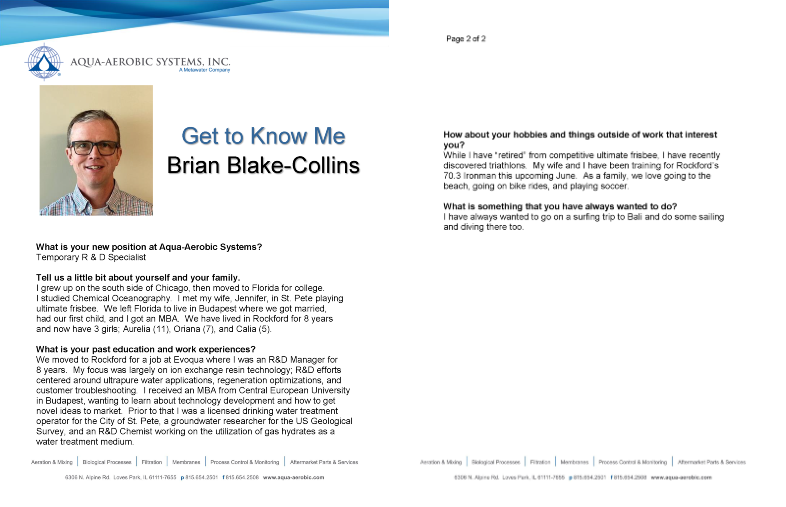 AQUA-AEROBIC SYSTEMS, INC.
A Metawater Company
Get to Know Me
Brian Blake-Collins
What is your new position at Aqua-Aerobic Systems?
Temporary R & D Specialist
Tell us a little bit about yourself and your family.
I grew up on the south side of Chicago, then moved to Florida for college.
I studied Chemical Oceanography.  I met my wife, Jennifer, in St. Pete playing
ultimate frisbee.  We left Florida to live in Budapest where we got married,
had our first child, and I got an MBA.  We have lived in Rockford for 8 years
and now have 3 girls; Aurelia (11), Oriana (7), and Calia (5).
What is your past education and work experiences?
We moved to Rockford for a job at Evoqua where I was an R&D Manager for
8 years.  My focus was largely on ion exchange resin technology; R&D efforts
centered around ultrapure water applications, regeneration optimizations, and
customer troubleshooting.  I received an MBA from Central European University
in Budapest, wanting to learn about technology development and how to get
novel ideas to market.  Prior to that I was a licensed drinking water treatment
operator for the City of St. Pete, a groundwater researcher for the US Geological
Survey, and an R&D Chemist working on the utilization of gas hydrates as a
water treatment medium.
Aeration & Mixing | Biological Processes | Filtration | Membranes | Process Control & Monitoring | Aftermarket Parts & Services
6306 N. Alpine Rd.  Loves Park, IL 61111-7655  p 815.654.2501  f 815.654.2508  www.aqua-aerobic.com
Page 2 of 2
How about your hobbies and things outside of work that interest
you?
While I have “retired” from competitive ultimate frisbee, I have recently
discovered triathlons.  My wife and I have been training for Rockford’s
70.3 Ironman this upcoming June.  As a family, we love going to the
beach, going on bike rides, and playing soccer.
What is something that you have always wanted to do?
I have always wanted to go on a surfing trip to Bali and do some sailing
and diving there too.
Aeration & Mixing | Biological Processes | Filtration | Membranes | Process Control & Monitoring | Aftermarket Parts & Services
6306 N. Alpine Rd.  Loves Park, IL 61111-7655  p 815.654.2501  f 815.654.2508  www.aqua-aerobic.com